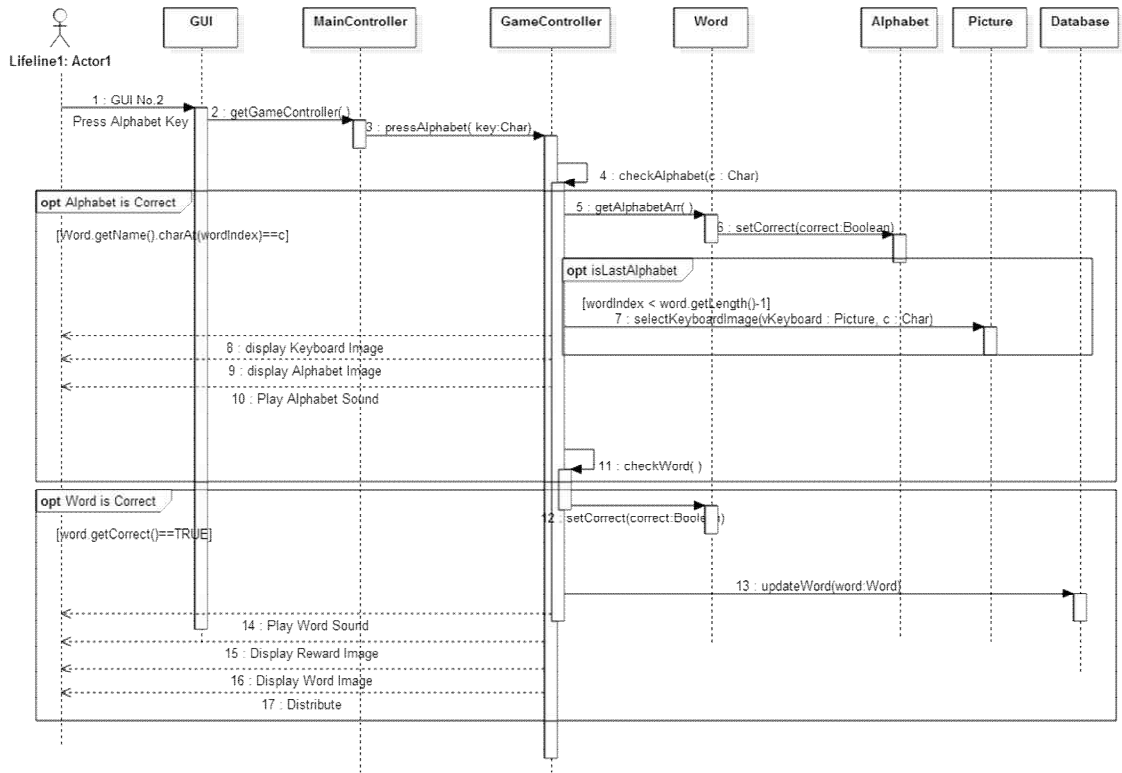 GUI
MainController
GameController
Word
Alphabet
Picture
Database
Lifeline1: Actor1
1 : GUI No.2
Press Alphabet Key
2 : getGameController( )
3 : pressAlphabet( key:Char)
4 : checkAlphabet(c : Char)
opt Alphabet is Correct
[Word.getName().charAt(wordIndex)==c]
5 : getAlphabetArr( )
6 : setCorrect(correct:Boolean)
opt isLastAlphabet
[wordIndex < word.getLength()-1]
7 : selectKeyboardImage(vKeyboard : Picture, c : Char)
8 : display Keyboard Image
9 : display Alphabet Image
10 : Play Alphabet Sound
11 : checkWord( )
opt Word is Correct
[word.getCorrect()==TRUE]
12 : setCorrect(correct:Boolean)
13 : updateWord(word:Word)
14 : Play Word Sound
15 : Display Reward Image
16 : Display Word Image
17 : Distribute